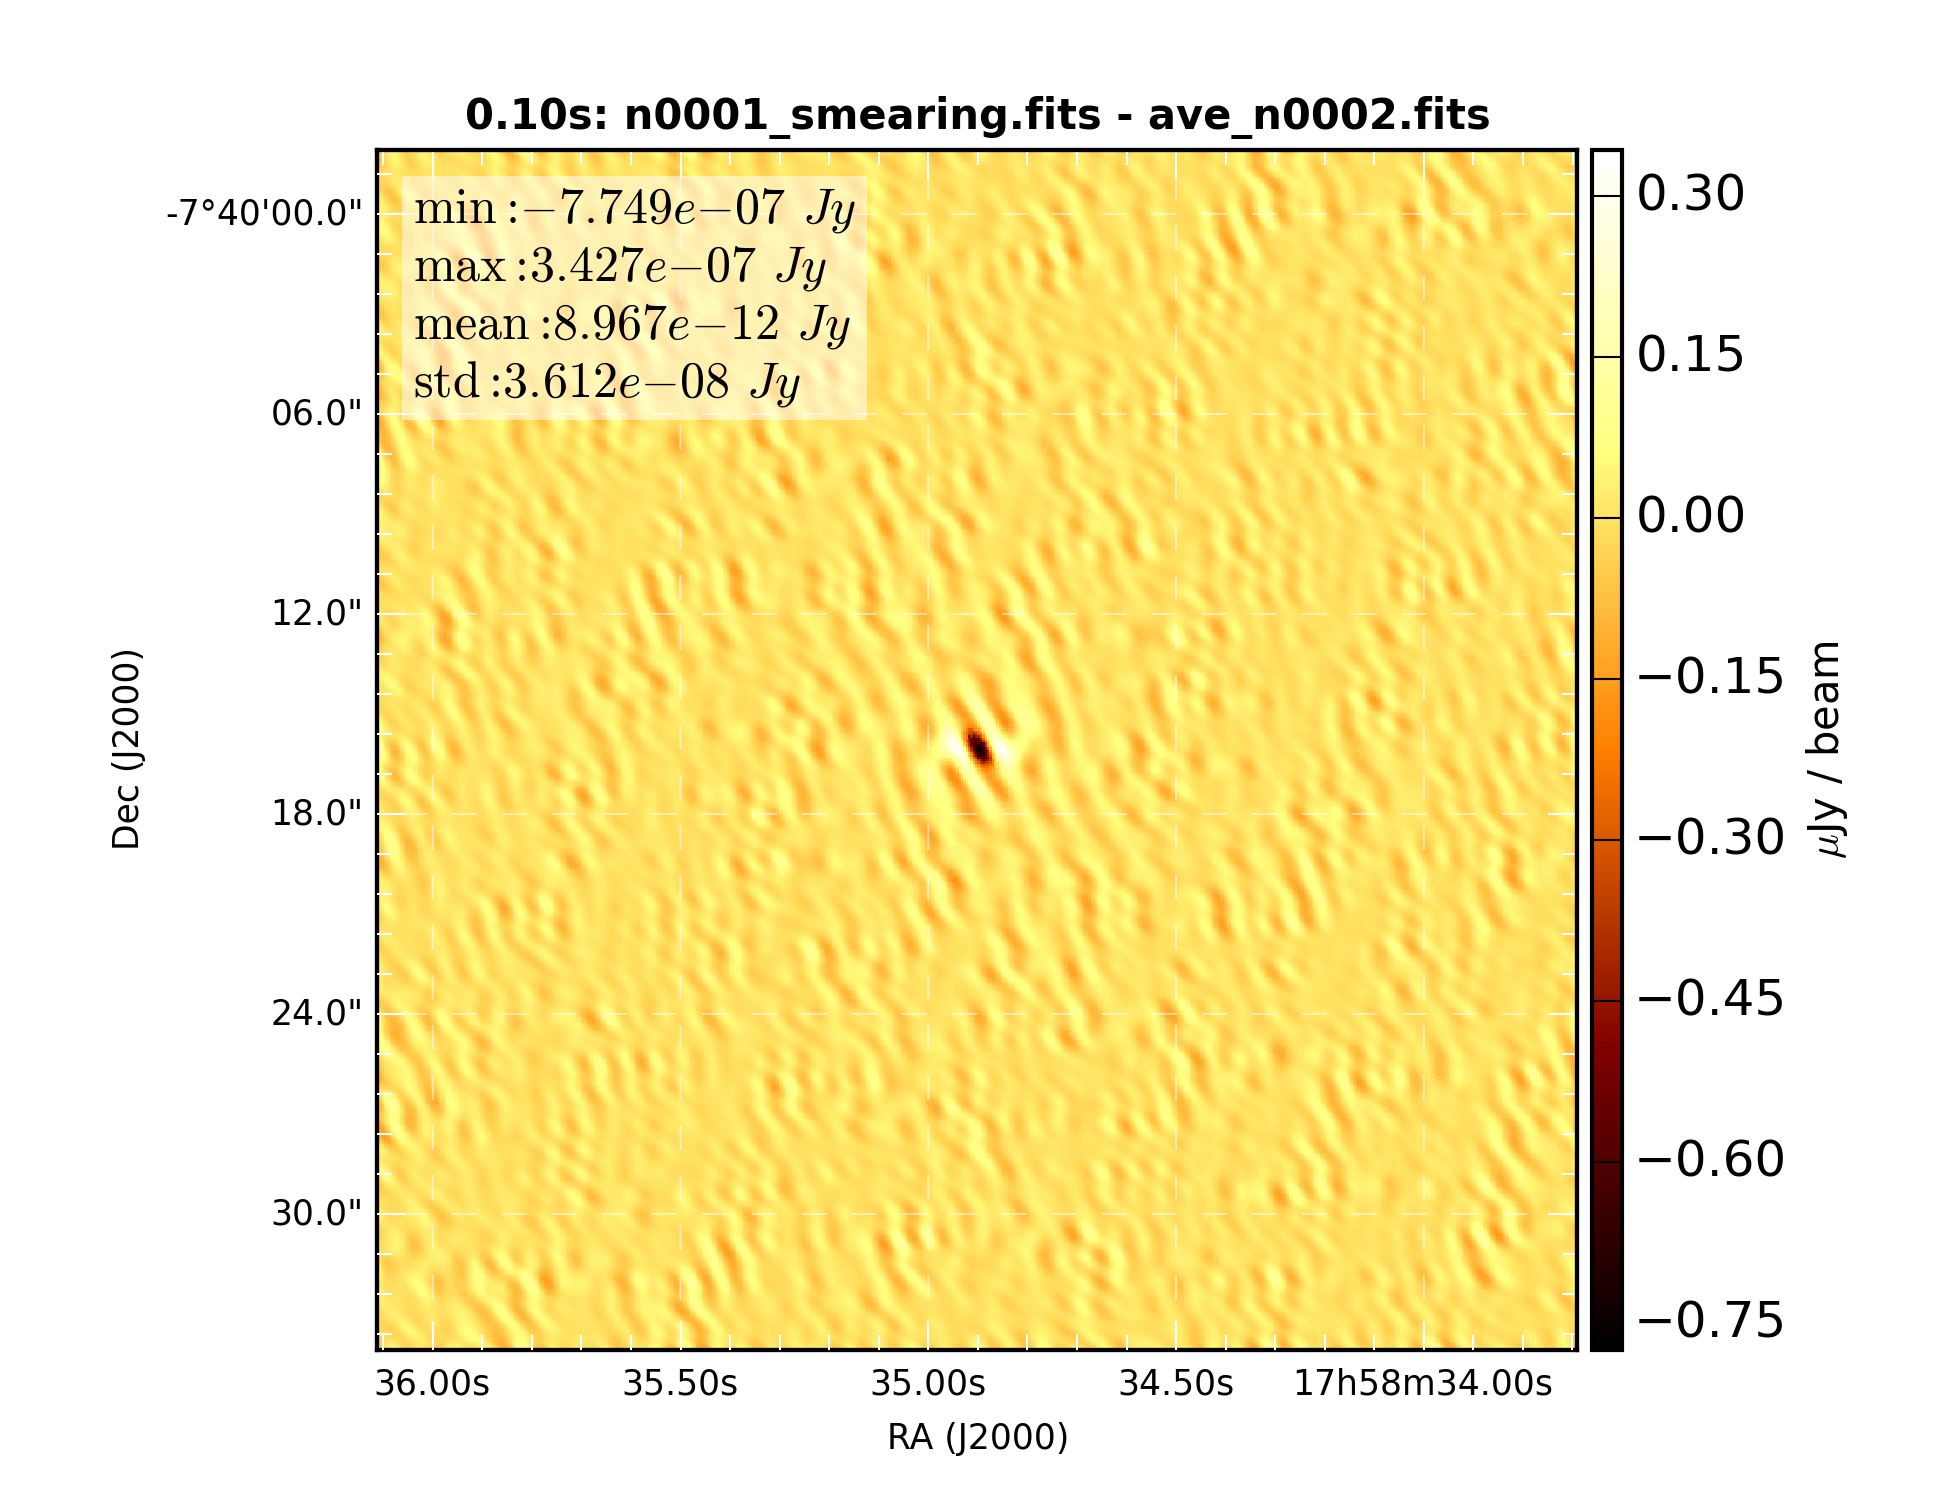 0.10s: n0001_smearing.fits - ave_n0002.fits
min :−7.749e−07 Jy
max :3.427e−07 Jy
mean :8.967e−12 Jy
std :3.612e−08 Jy
-7°40'00.0"
06.0"
12.0"
18.0"
24.0"
30.0"
Dec (J2000)
36.00s
35.50s
35.00s
34.50s
17h58m34.00s
RA (J2000)
0.30
0.15
0.00
−0.15
−0.30
−0.45
−0.60
−0.75
μJy / beam